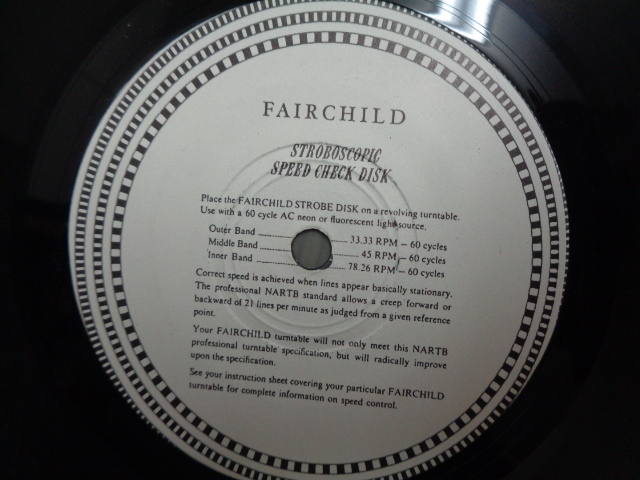 FAIRCHILD
STROBOSCOPIC
SPEED CHECK DISK
Place the FAIRCHILD STROBE DISK on a revolving turntable.
Use with a 60 cycle AC neon or fluorescent light source.
Outer Band ........................ 33.33 RPM – 60 cycles
Middle Band ........................ 45 RPM – 60 cycles
Inner Band ........................ 78.26 RPM – 60 cycles
Correct speed is achieved when lines appear basically stationary.
The professional NARTB standard allows a creep forward or
backward of 21 lines per minute as judged from a given reference
point.
Your FAIRCHILD turntable will not only meet this NARTB
professional turntable specification, but will radically improve
upon the specification.
See your instruction sheet covering your particular FAIRCHILD
turntable for complete information on speed control.